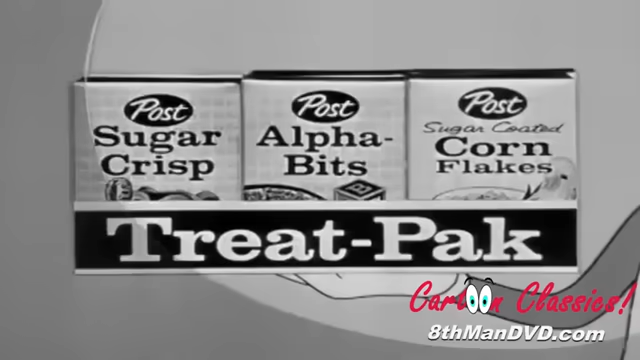 Post
Sugar
Crisp
Post
Alpha-
Bits
Post
Sugar Coated
Corn
Flakes
Treat-Pak
Cartoon Classics!
8thManDVD.com